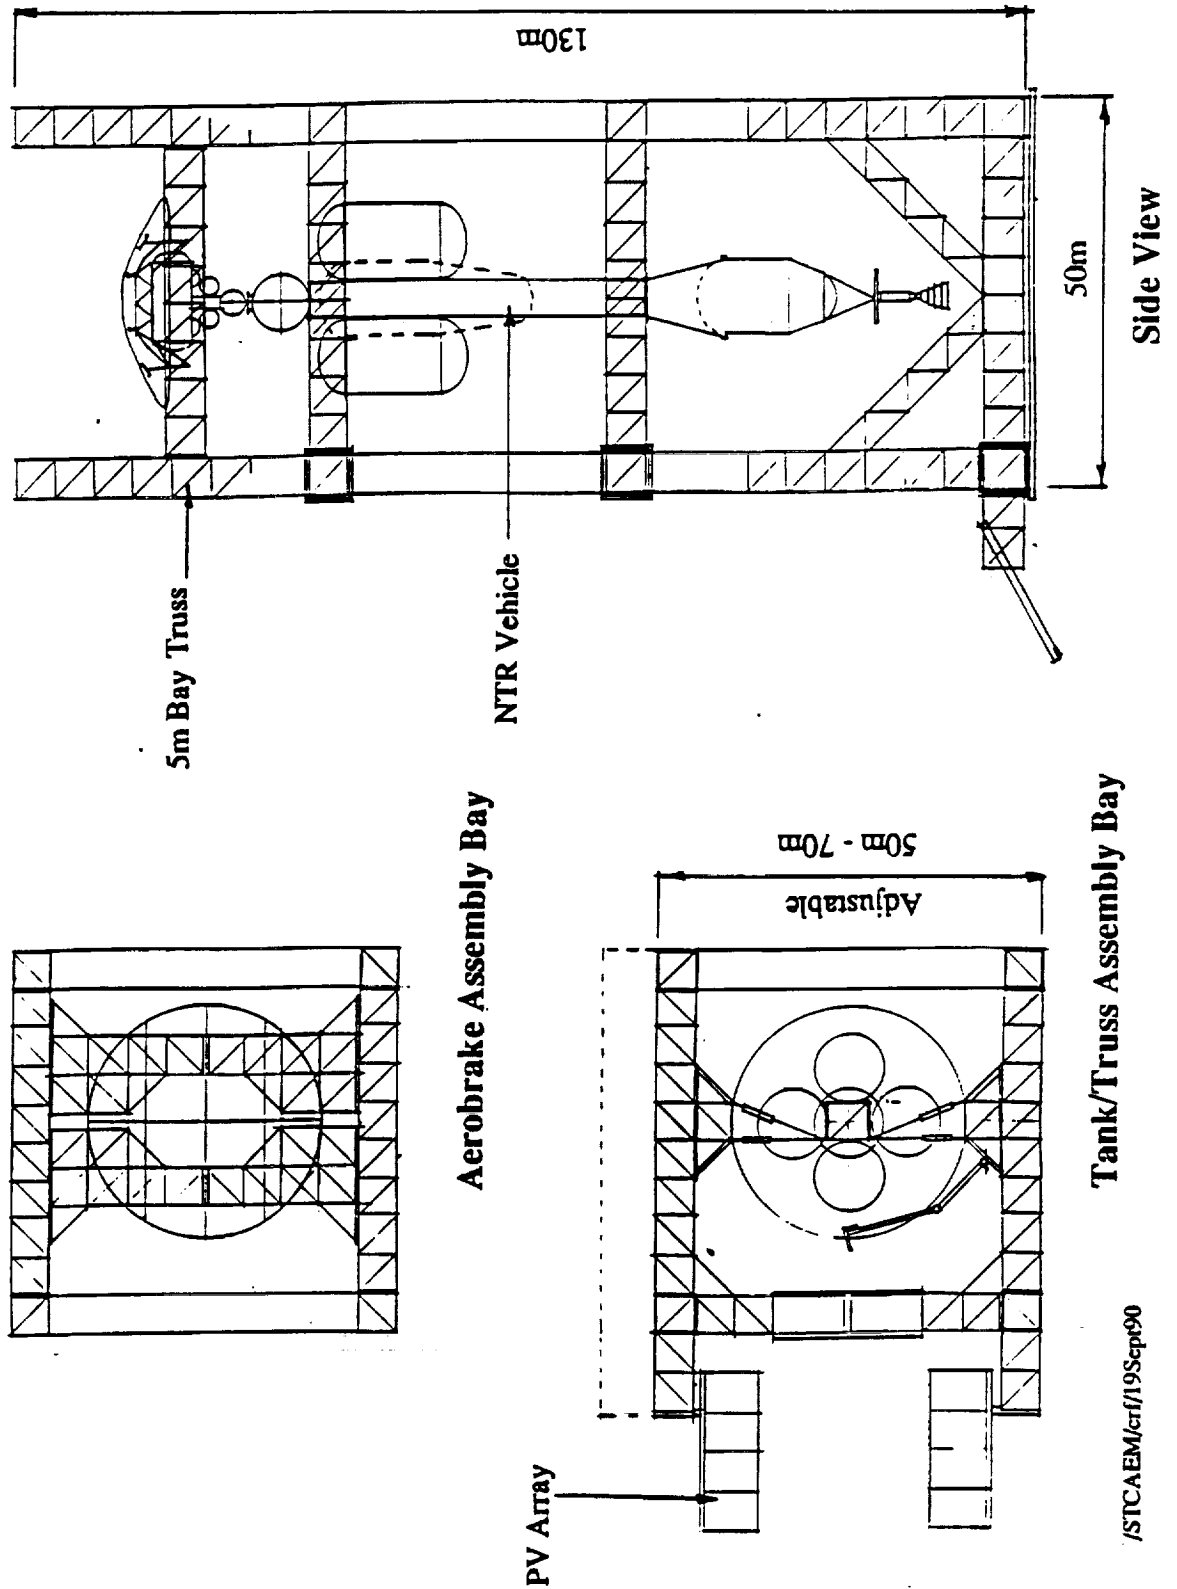 130m
50m
Side View
5m Bay Truss
NTR Vehicle
Aerobrake Assembly Bay
50m - 70m
Adjustable
Tank/Truss Assembly Bay
PV Array
/STCAEM/crf/19Sept90